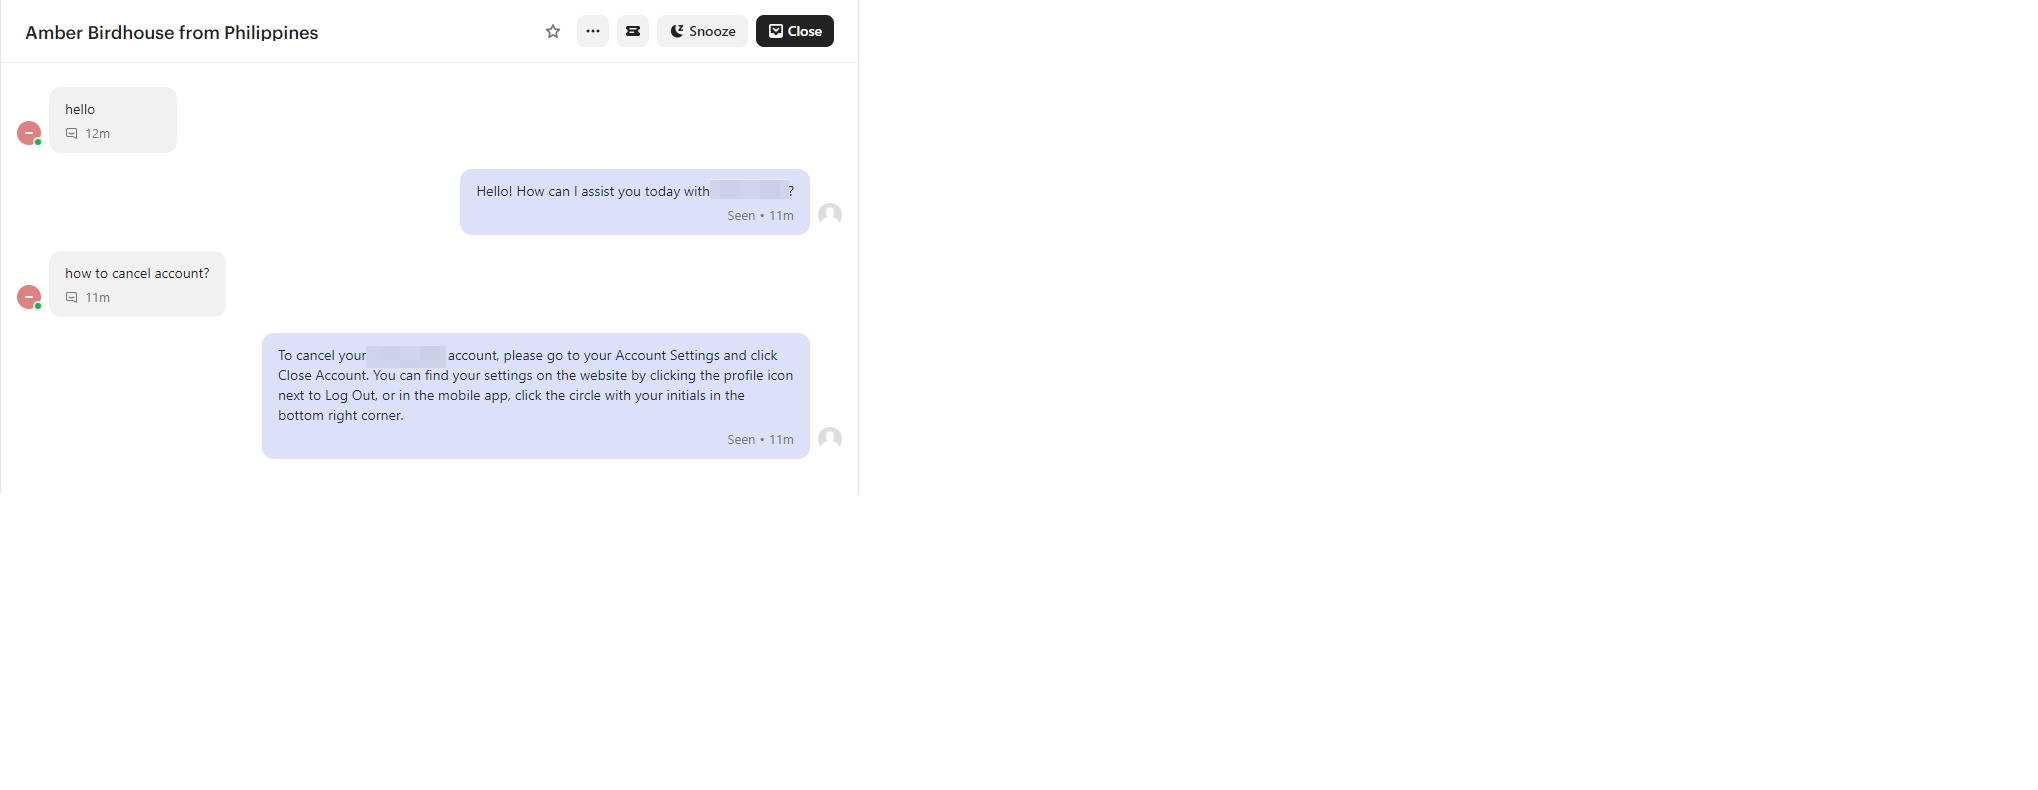 Amber Birdhouse from Philippines
Snooze
Close
hello
12m
Hello! How can I assist you today with ?
Seen • 11m
how to cancel account?
11m
To cancel your account, please go to your Account Settings and click
Close Account. You can find your settings on the website by clicking the profile icon
next to Log Out, or in the mobile app, click the circle with your initials in the
bottom right corner.
Seen • 11m